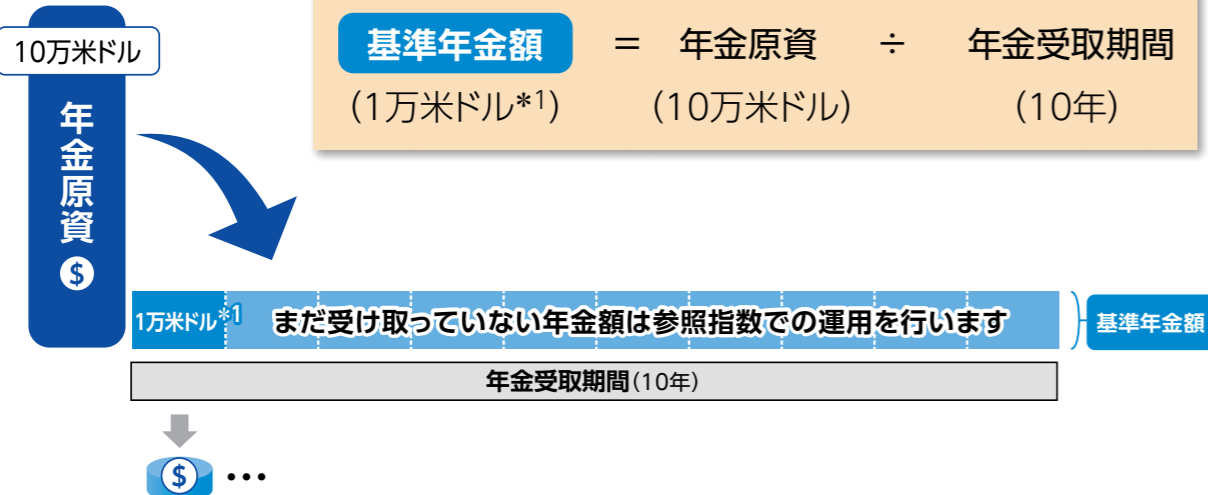 10万米ドル
年金原資
$
基準年金額 ＝ 年金原資 ÷ 年金受取期間
(1万米ドル*1) (10万米ドル) (10年)
1万米ドル*1 まだ受け取っていない年金額は参照指数での運用を行います
基準年金額
年金受取期間(10年)
$ …